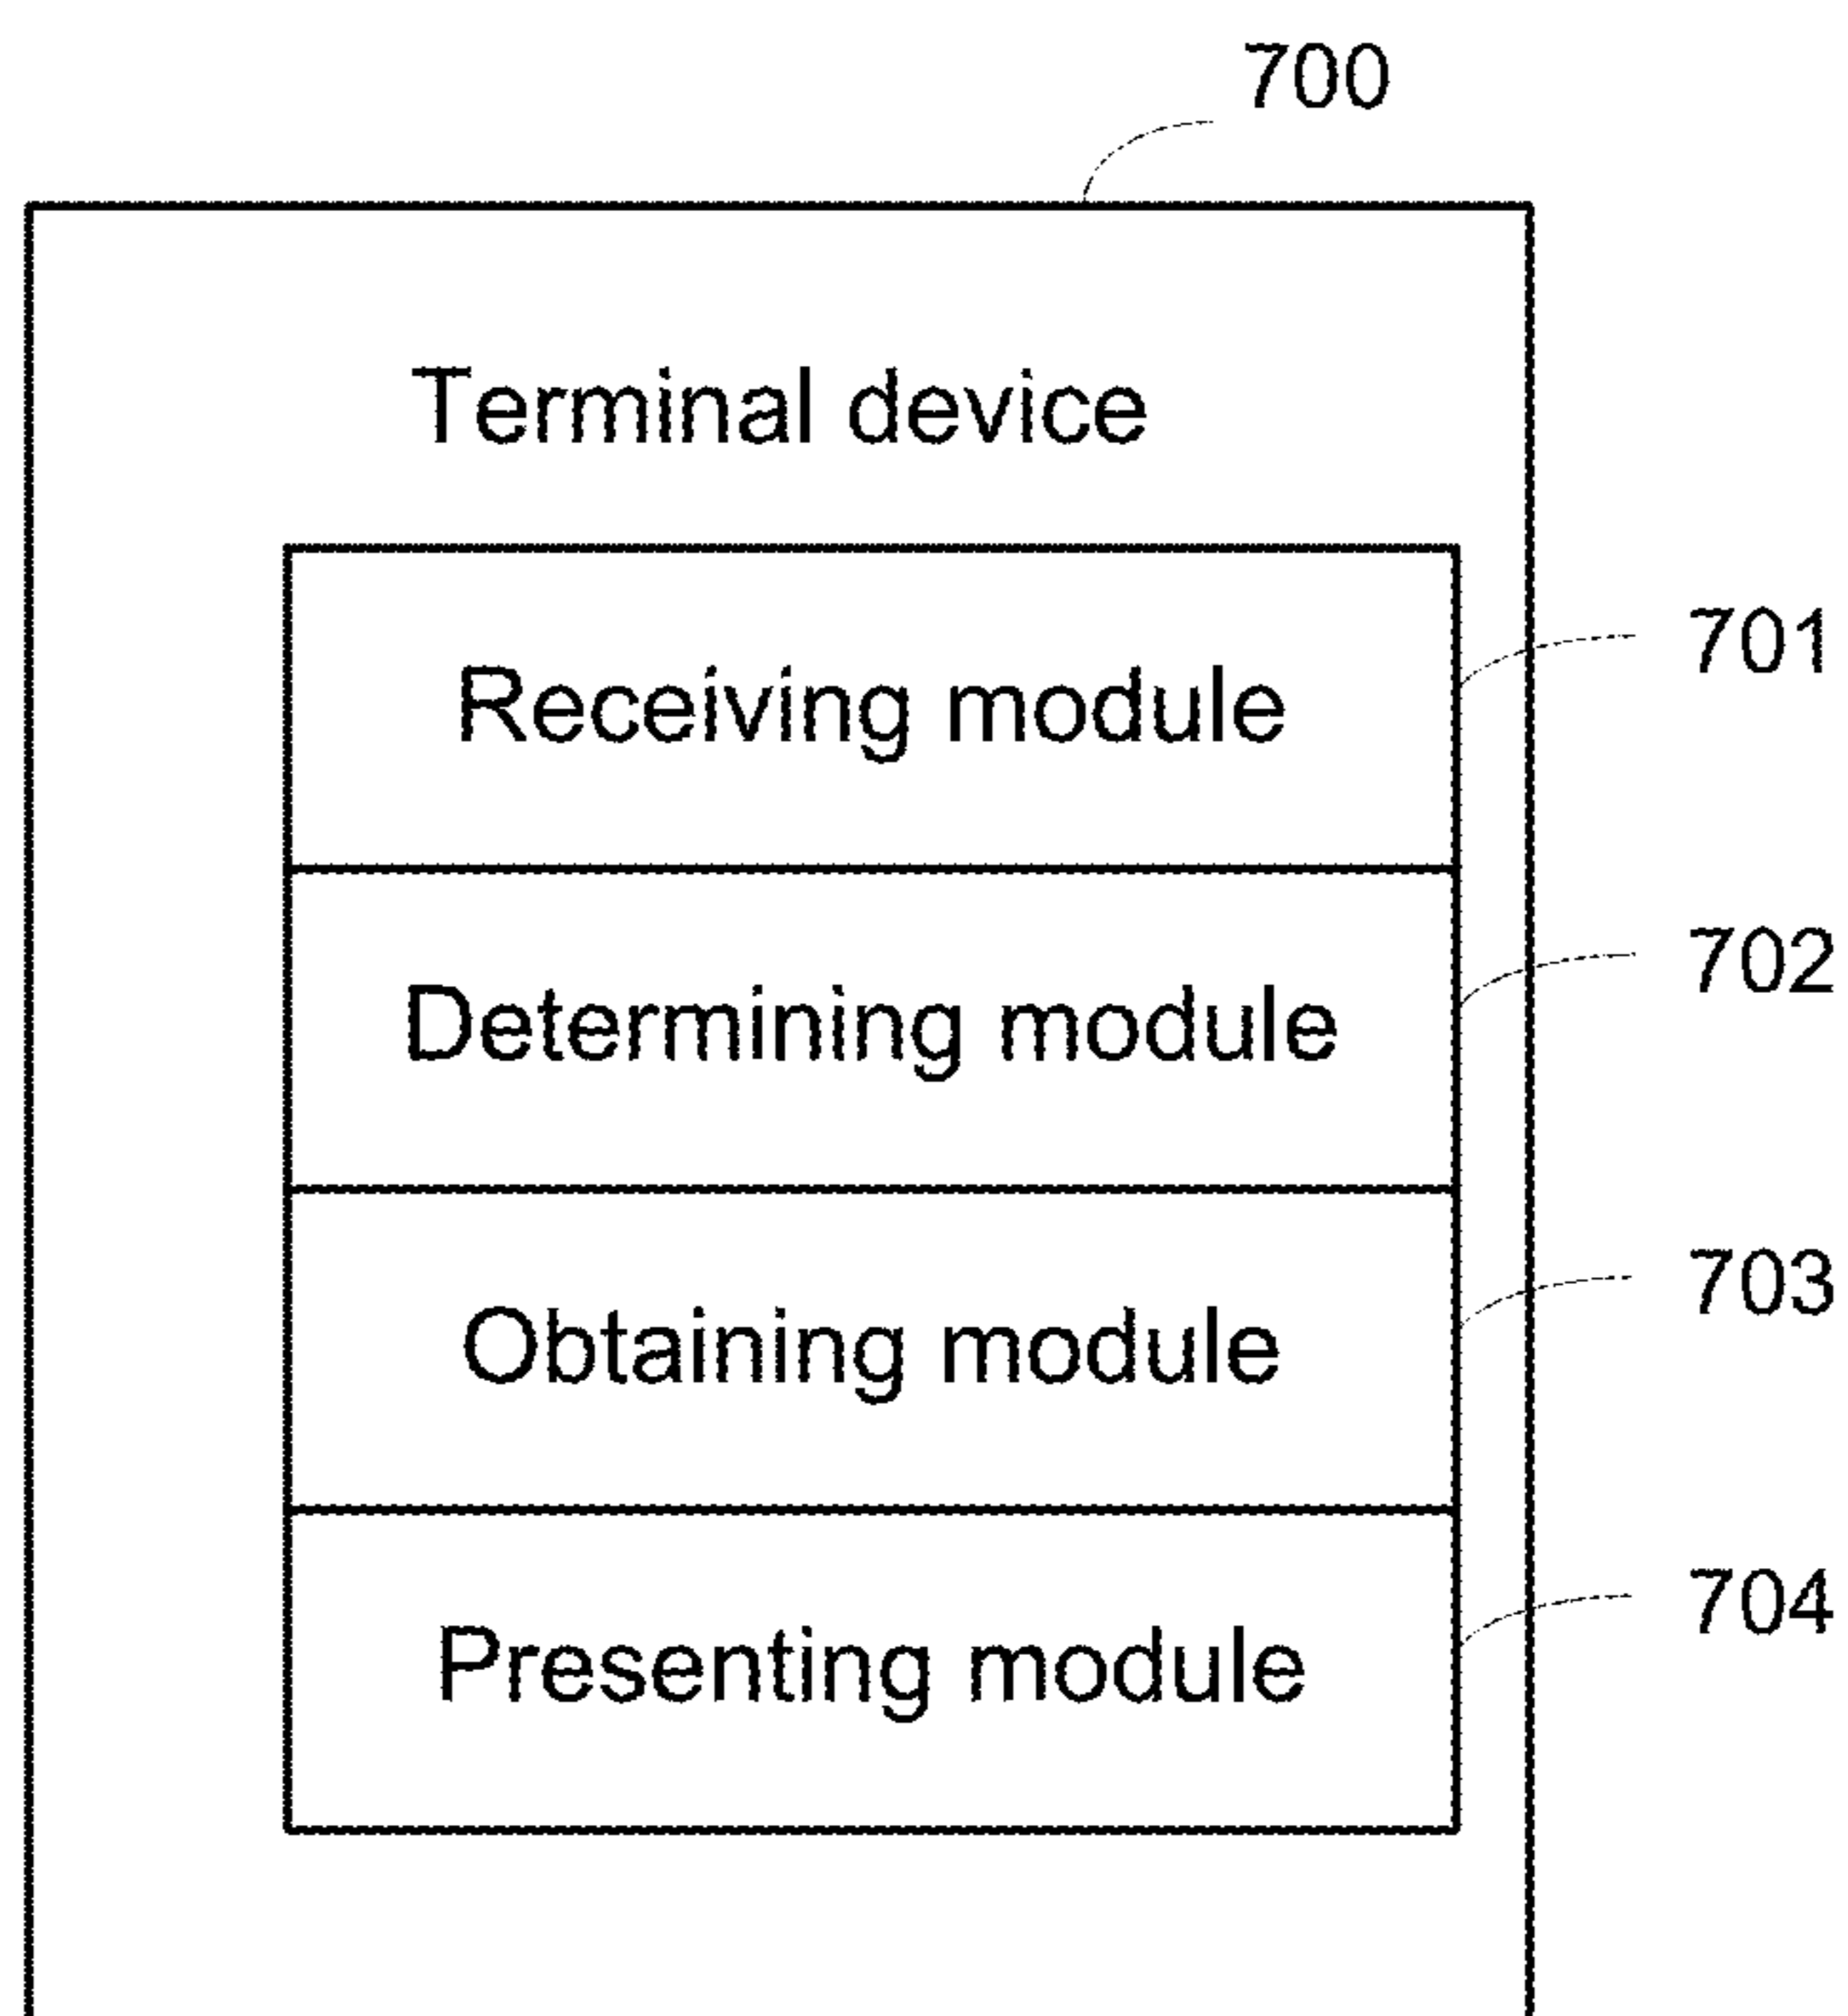 700
Terminal device
Receiving module
701
Determining module
702
Obtaining module
703
Presenting module
704